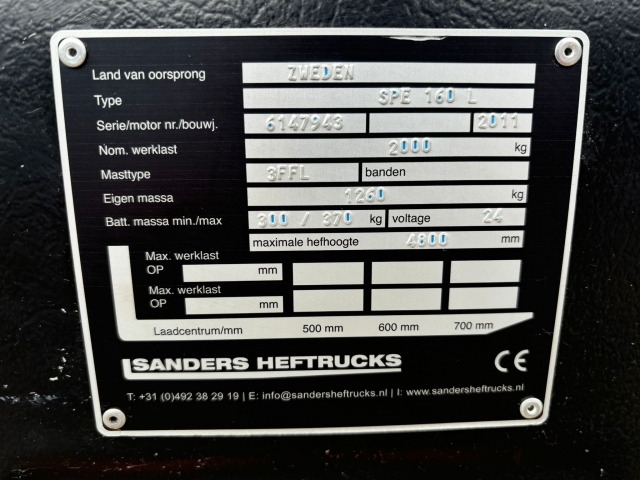 Land van oorsprong ZWEDEN
Type SPE 160 L
Serie/motor nr./bouwj. 6147943 2011
Nom. werklast 2000 kg
Masttype 3FFL banden
Eigen massa 1260 kg
Batt. massa min./max 300 / 370 kg voltage 24
maximale hefhoogte 4800 mm
Max. werklast
OP mm
Max. werklast
OP mm
Laadcentrum/mm 500 mm 600 mm 700 mm
SANDERS HEFTRUCKS CE
T: +31 (0)492 38 29 19 | E: info@sandersheftrucks.nl | I: www.sandersheftrucks.nl